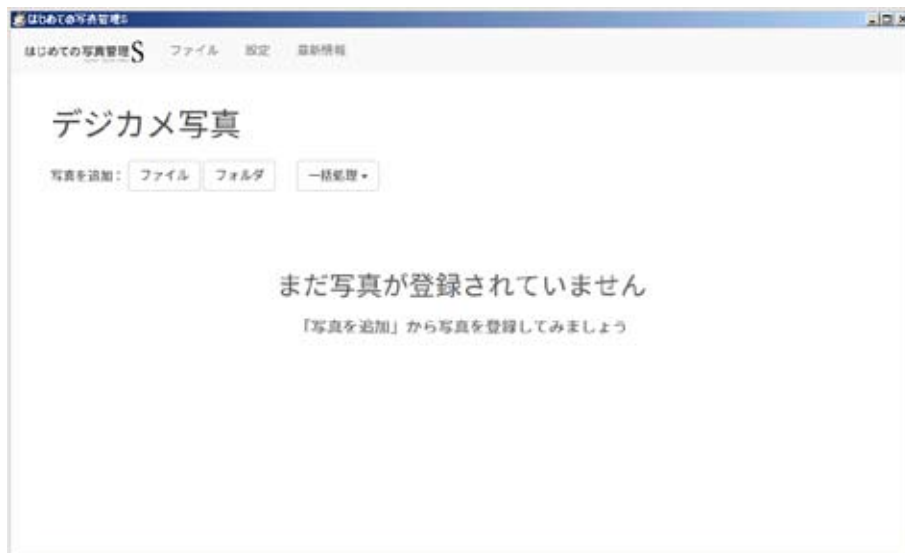 はじめての写真管理S
はじめての写真管理S ファイル 設定 最新情報
デジカメ写真
写真を追加： ファイル フォルダ 一括処理
まだ写真が登録されていません
「写真を追加」から写真を登録してみましょう